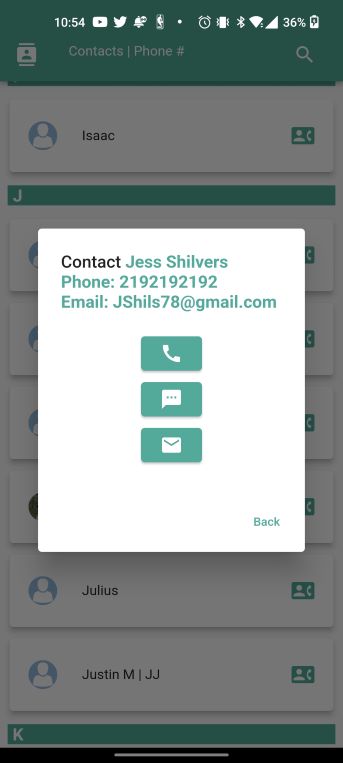 10:54
36%
Contacts | Phone #
Isaac
J
Contact Jess Shilvers
Phone: 2192192192
Email: JShils78@gmail.com
Back
Julius
Justin M | JJ
K